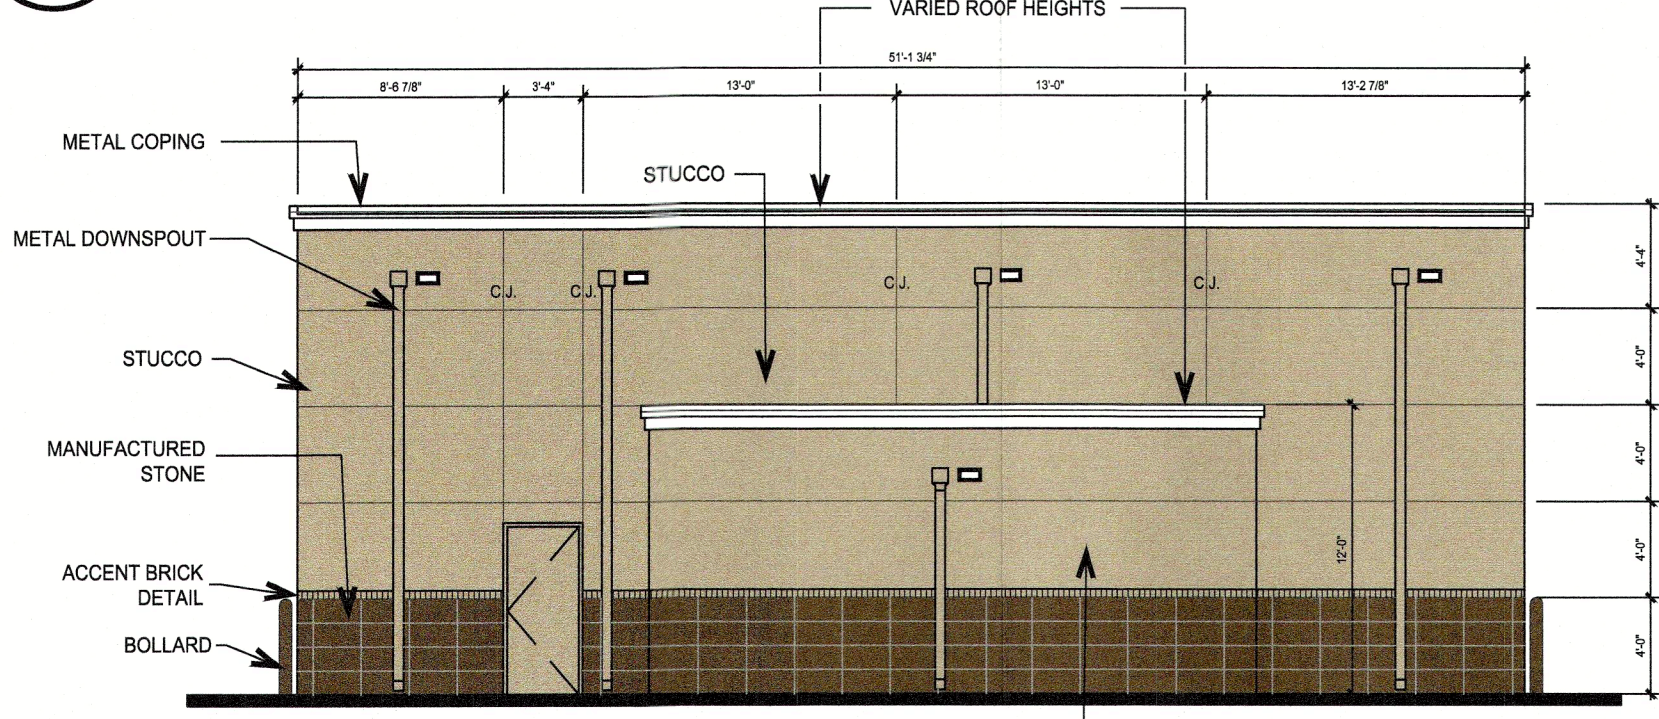 VARIED ROOF HEIGHTS
51'-1 3/4"
8'-6 7/8"
3'-4"
13'-0"
13'-0"
13'-2 7/8"
METAL COPING
STUCCO
METAL DOWNSPOUT
C.J.
C.J.
C.J.
C.J.
4'-4"
STUCCO
4'-0"
MANUFACTURED
STONE
4'-0"
12'-0"
4'-0"
ACCENT BRICK
DETAIL
BOLLARD
4'-0"